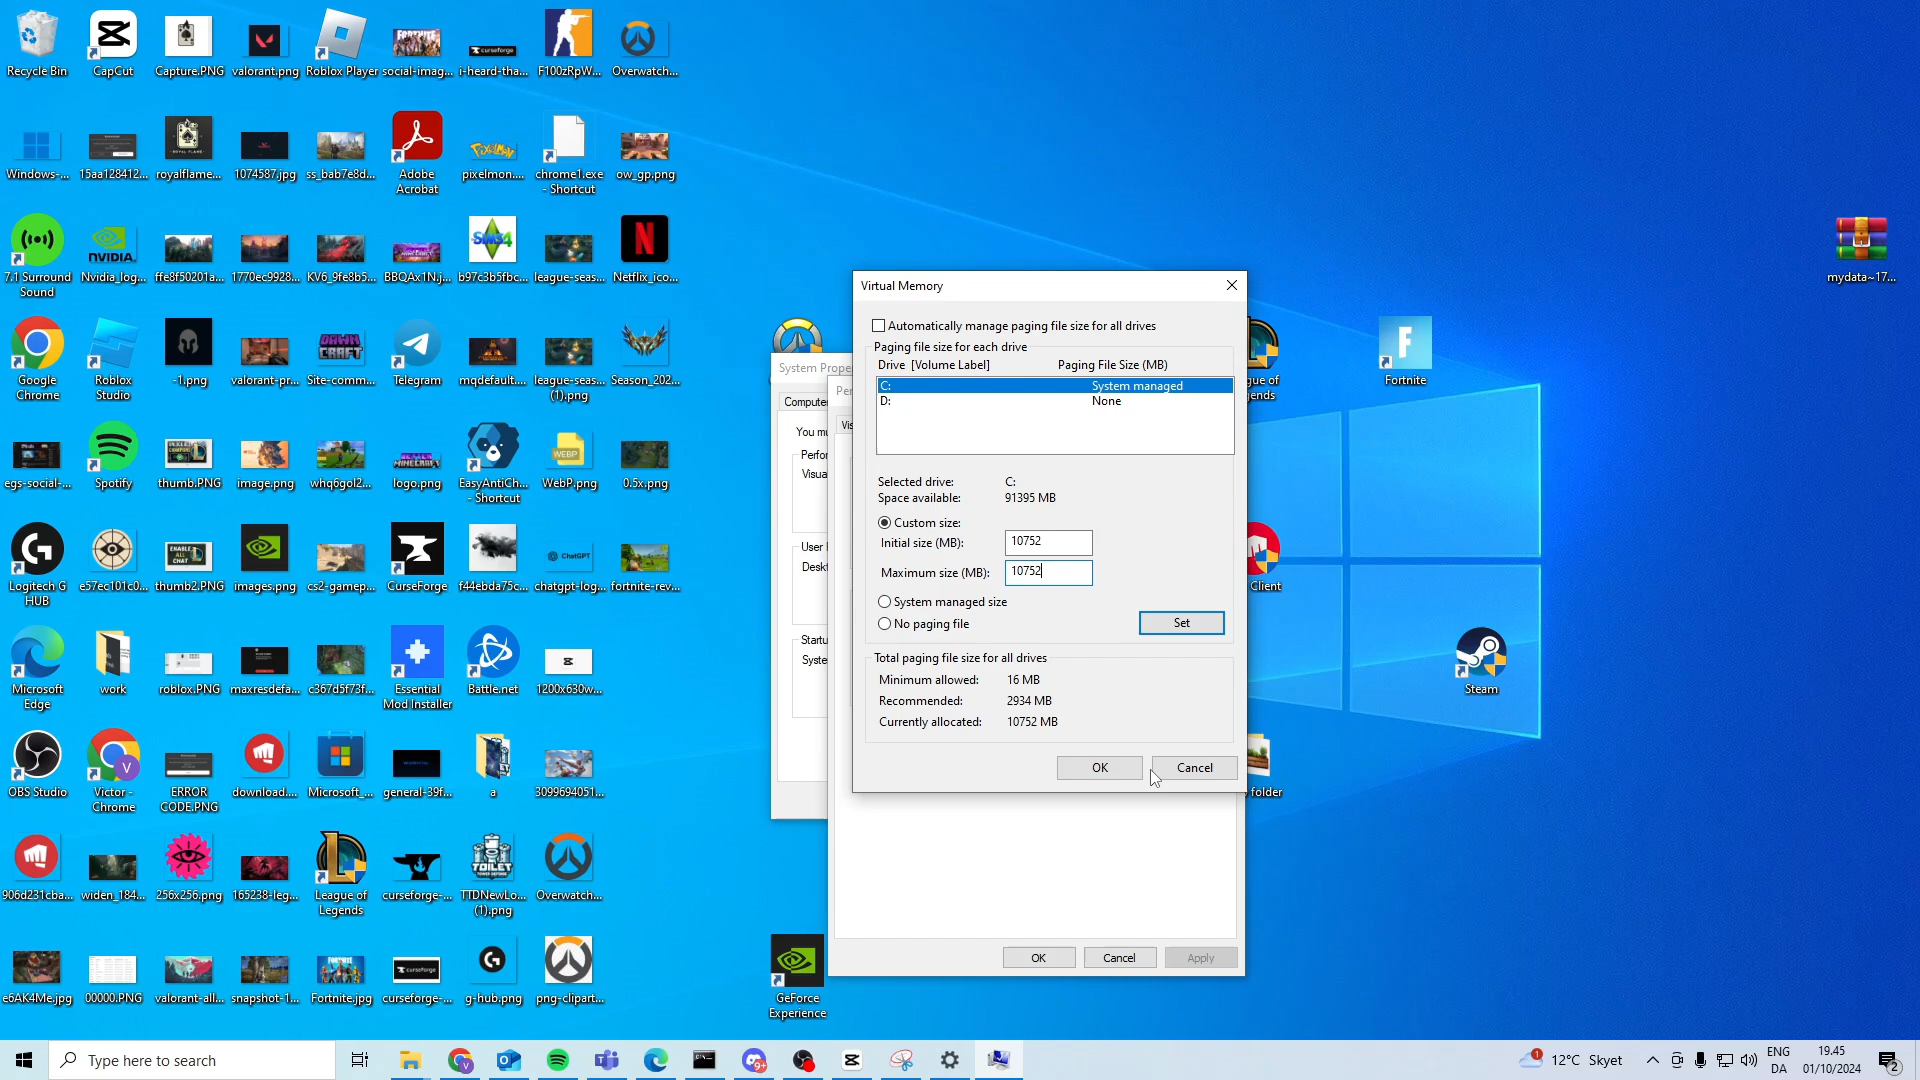 Recycle Bin
CapCut
Capture.PNG
valorant.png
Roblox Player
social-imag...
i-heard-tha...
F100zRpW...
Overwatch...
Windows-...
15aa128412...
royalflame...
1074587.jpg
ss_bab7e8d...
Adobe
Acrobat
pixelmon....
chrome1.exe
- Shortcut
ow_gp.png
7.1 Surround
Sound
Nvidia_log...
ffe8f50201a...
1770ec9928...
KV6_9fe8b5...
BBQAx1N.j...
b97c3b5fbc...
league-seas...
Netflix_ico...
mydata~17...
Google
Chrome
Roblox
Studio
-1.png
valorant-pr...
Site-comm...
Telegram
mqdefault....
league-seas...
(1).png
Season_202...
Fortnite
egs-social-...
Spotify
thumb.PNG
image.png
whq6gol2...
logo.png
EasyAntiCh...
- Shortcut
WebP.png
0.5x.png
Logitech G
HUB
e57ec101c0...
thumb2.PNG
images.png
cs2-gamep...
CurseForge
f44ebda75c...
chatgpt-log...
fortnite-rev...
Client
Microsoft
Edge
work
roblox.PNG
maxresdefa...
c367d5f73f...
Essential
Mod Installer
Battle.net
1200x630w...
Steam
OBS Studio
Victor -
Chrome
ERROR
CODE.PNG
download....
Microsoft_...
general-39f...
a
3099694051...
folder
906d231cba...
widen_184...
256x256.png
165238-leg...
League of
Legends
curseforge-...
TTDNewLo...
(1).png
Overwatch...
e6AK4Me.jpg
00000.PNG
valorant-all...
snapshot-1...
Fortnite.jpg
curseforge-...
g-hub.png
png-clipart...
GeForce
Experience
System Prope
Computer
You mu
Perfor
Visua
User
Deskt
Startu
Syste
Virtual Memory
Automatically manage paging file size for all drives
Paging file size for each drive
Drive [Volume Label] Paging File Size (MB)
C: System managed
D: None
Selected drive: C:
Space available: 91395 MB
Custom size:
Initial size (MB): 10752
Maximum size (MB): 10752
System managed size
No paging file
Set
Total paging file size for all drives
Minimum allowed: 16 MB
Recommended: 2934 MB
Currently allocated: 10752 MB
OK Cancel
OK Cancel Apply
Type here to search
12°C Skyet
ENG
DA
19.45
01/10/2024